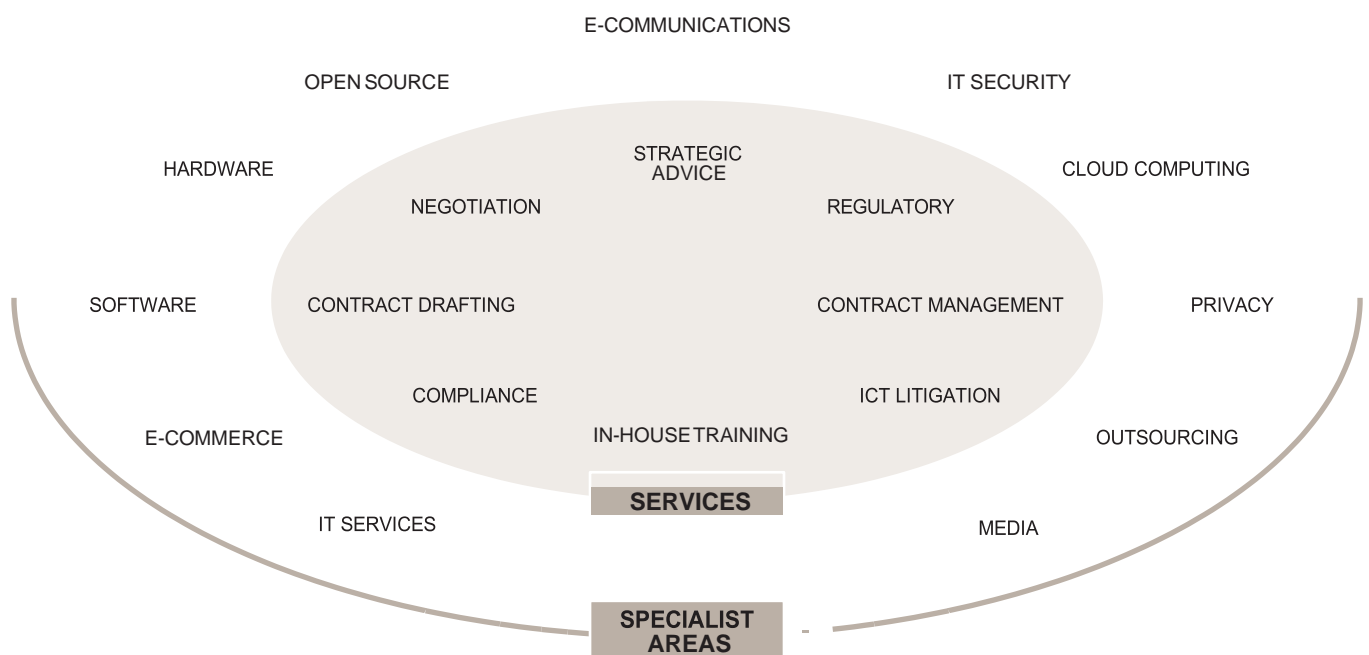 E-COMMUNICATIONS
OPEN SOURCE
IT SECURITY
STRATEGIC
ADVICE
HARDWARE
CLOUD COMPUTING
NEGOTIATION
REGULATORY
SOFTWARE
CONTRACT DRAFTING
CONTRACT MANAGEMENT
PRIVACY
COMPLIANCE
ICT LITIGATION
E-COMMERCE
IN-HOUSE TRAINING
OUTSOURCING
SERVICES
IT SERVICES
MEDIA
SPECIALIST
AREAS